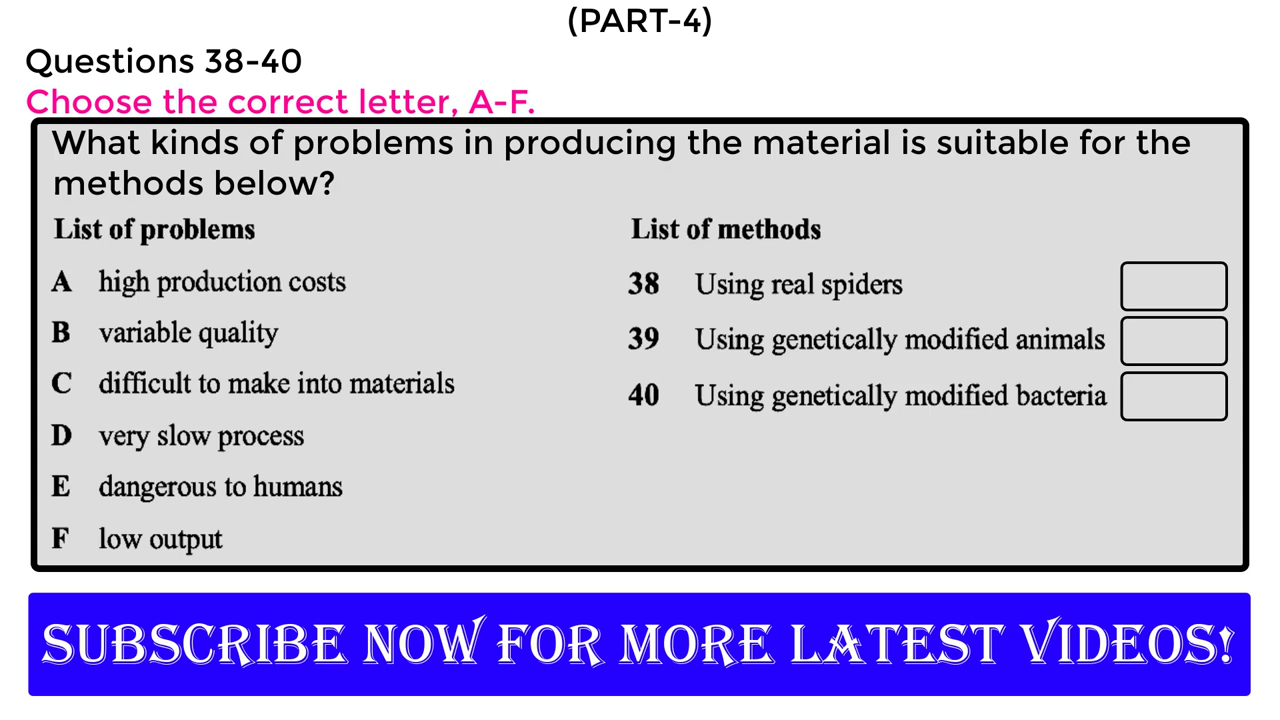 (PART-4)
Questions 38-40
Choose the correct letter, A-F.
What kinds of problems in producing the material is suitable for the
methods below?
List of problems
A high production costs
B variable quality
C difficult to make into materials
D very slow process
E dangerous to humans
F low output
List of methods
38 Using real spiders
39 Using genetically modified animals
40 Using genetically modified bacteria
SUBSCRIBE NOW FOR MORE LATEST VIDEOS!